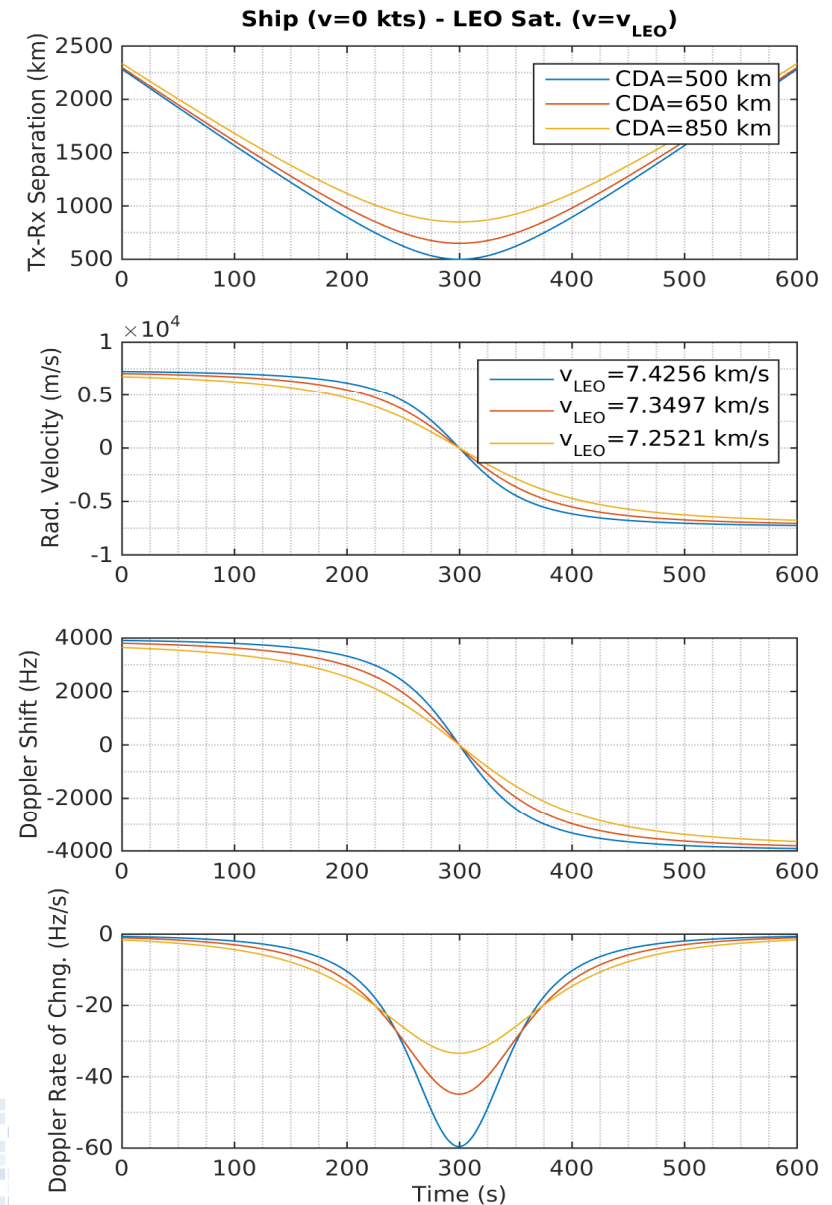 Ship (v=0 kts) - LEO Sat. (v=v_LEO)
Tx-Rx Separation (km)
2500
2000
1500
1000
500
0 100 200 300 400 500 600
CDA=500 km
CDA=650 km
CDA=850 km
Rad. Velocity (m/s)
×10^4
1
0.5
0
-0.5
-1
0 100 200 300 400 500 600
v_LEO=7.4256 km/s
v_LEO=7.3497 km/s
v_LEO=7.2521 km/s
Doppler Shift (Hz)
4000
2000
0
-2000
-4000
0 100 200 300 400 500 600
Doppler Rate of Chng. (Hz/s)
0
-20
-40
-60
0 100 200 300 400 500 600
Time (s)